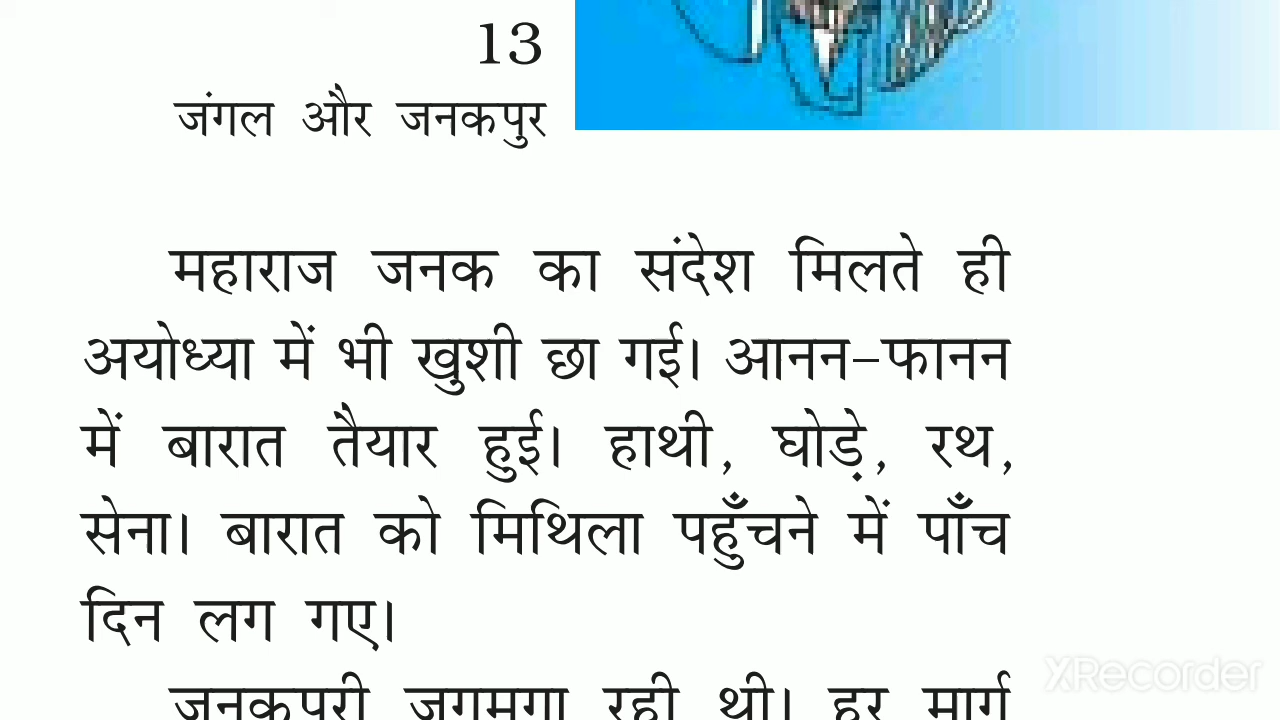 13
जंगल और जनकपुर
महाराज जनक का संदेश मिलते ही
अयोध्या में भी खुशी छा गई। आनन-फानन
में बारात तैयार हुई। हाथी, घोड़े, रथ,
सेना। बारात को मिथिला पहुँचने में पाँच
दिन लग गए।
जनकपुरी जगमगा रही थी। हर मार्ग
XRecorder